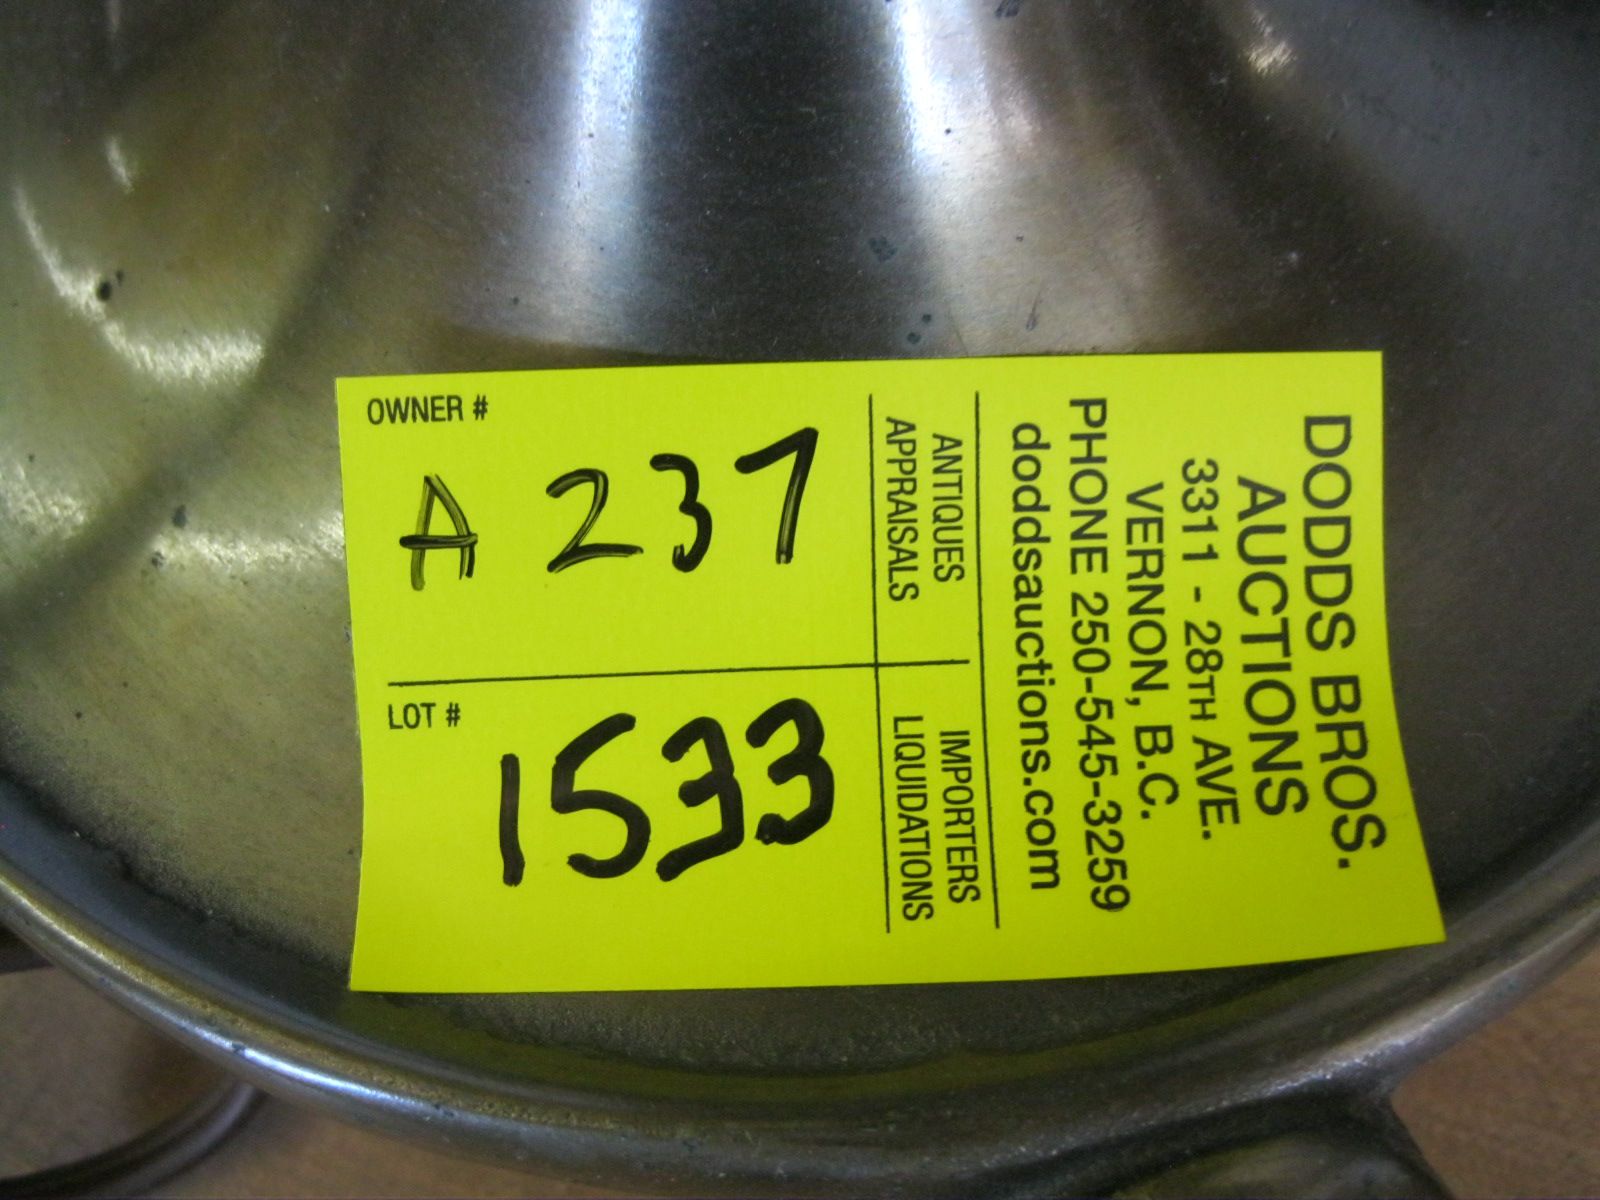 OWNER #
A 237
LOT #
1533
ANTIQUES
APPRAISALS
IMPORTERS
LIQUIDATIONS
DODDS BROS.
AUCTIONS
3311 - 28TH AVE.
VERNON, B.C.
PHONE 250-545-3259
doddsauctions.com